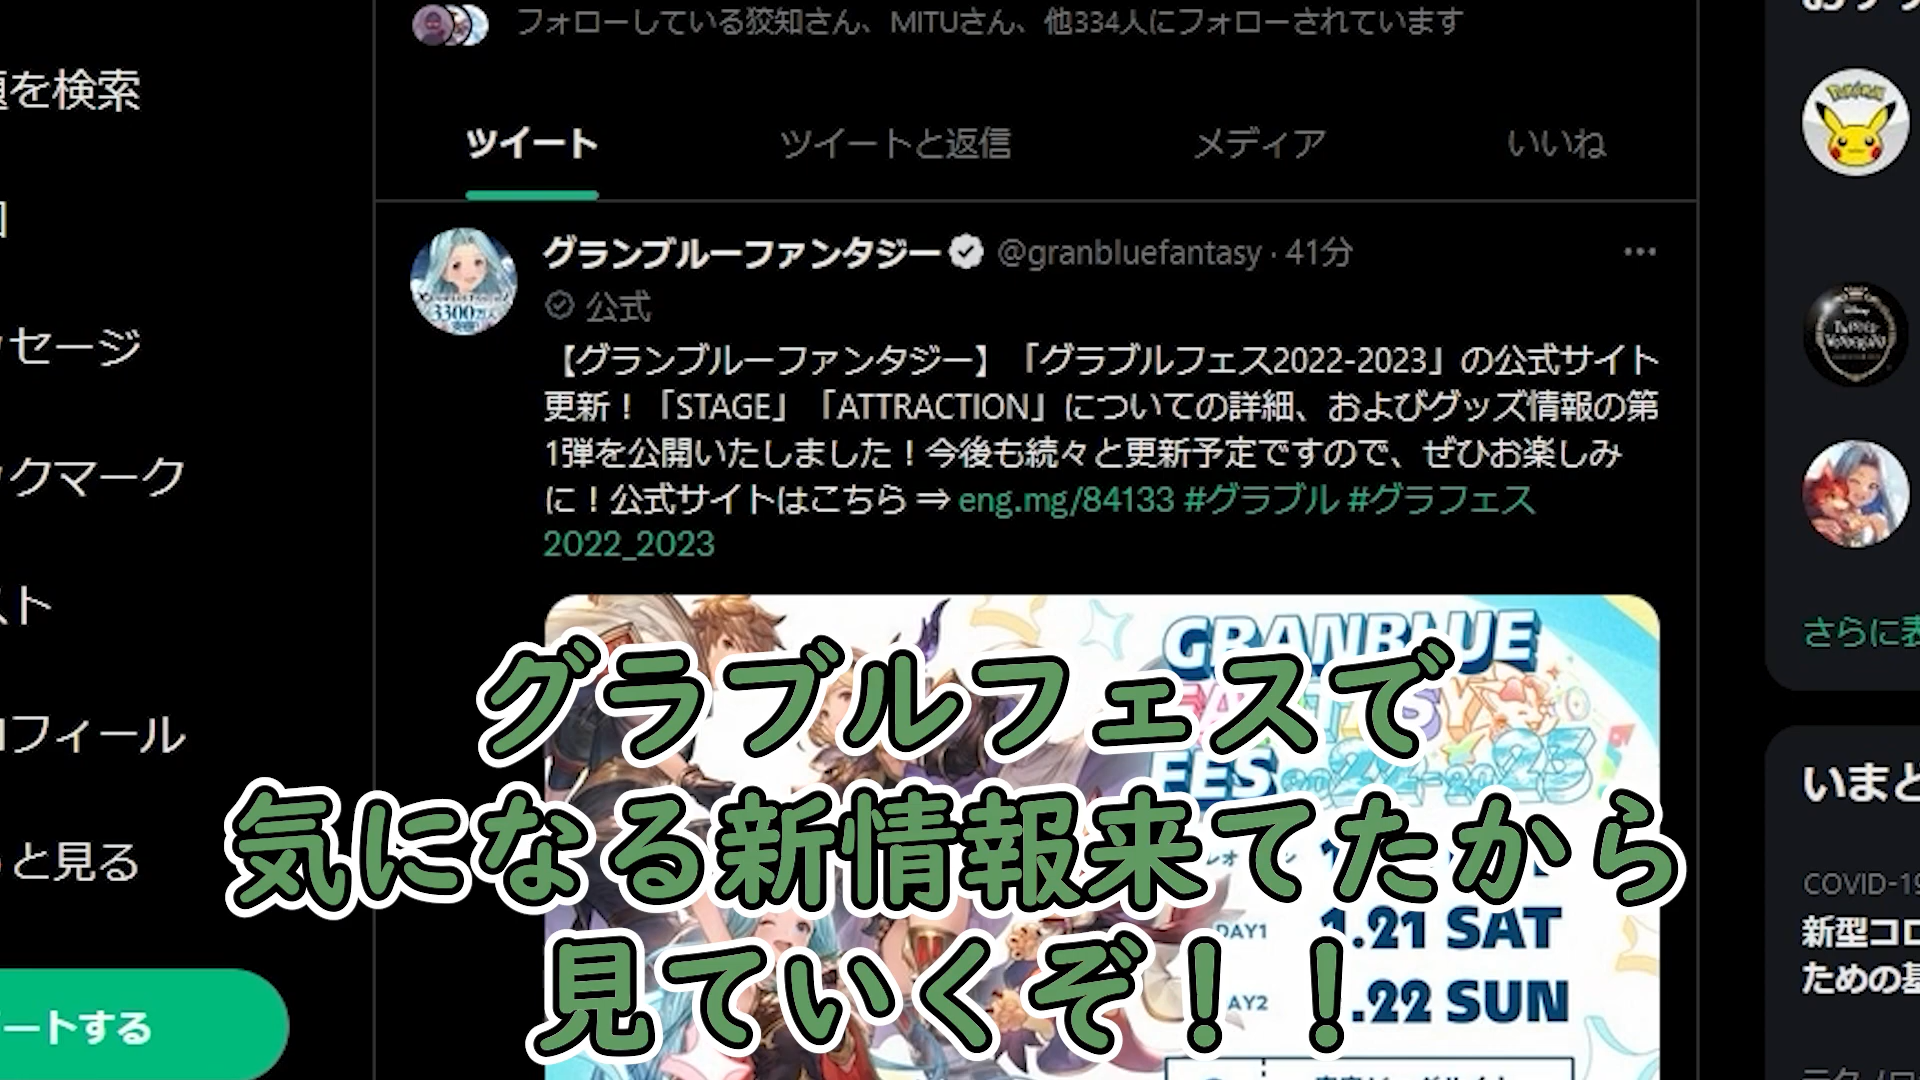 フォローしている狡知さん、MITUさん、他334人にフォローされています
を検索
ツイート
ツイートと返信
メディア
いいね
グランブルーファンタジー @granbluefantasy · 41分
公式
【グランブルーファンタジー】「グラブルフェス2022-2023」の公式サイト
更新！「STAGE」「ATTRACTION」についての詳細、およびグッズ情報の第
1弾を公開いたしました！今後も続々と更新予定ですので、ぜひお楽しみ
に！公式サイトはこちら ⇒ eng.mg/84133 #グラブル #グラフェス
2022_2023
セージ
クマーク
スト
フィール
と見る
ートする
GRANBLUE
FES 2022-2023
DAY1
1.21 SAT
AY2
.22 SUN
グラブルフェスで
気になる新情報来てたから
見ていくぞ！！
Pokémon
さらに表
いまど
COVID-19
新型コロ
ための基